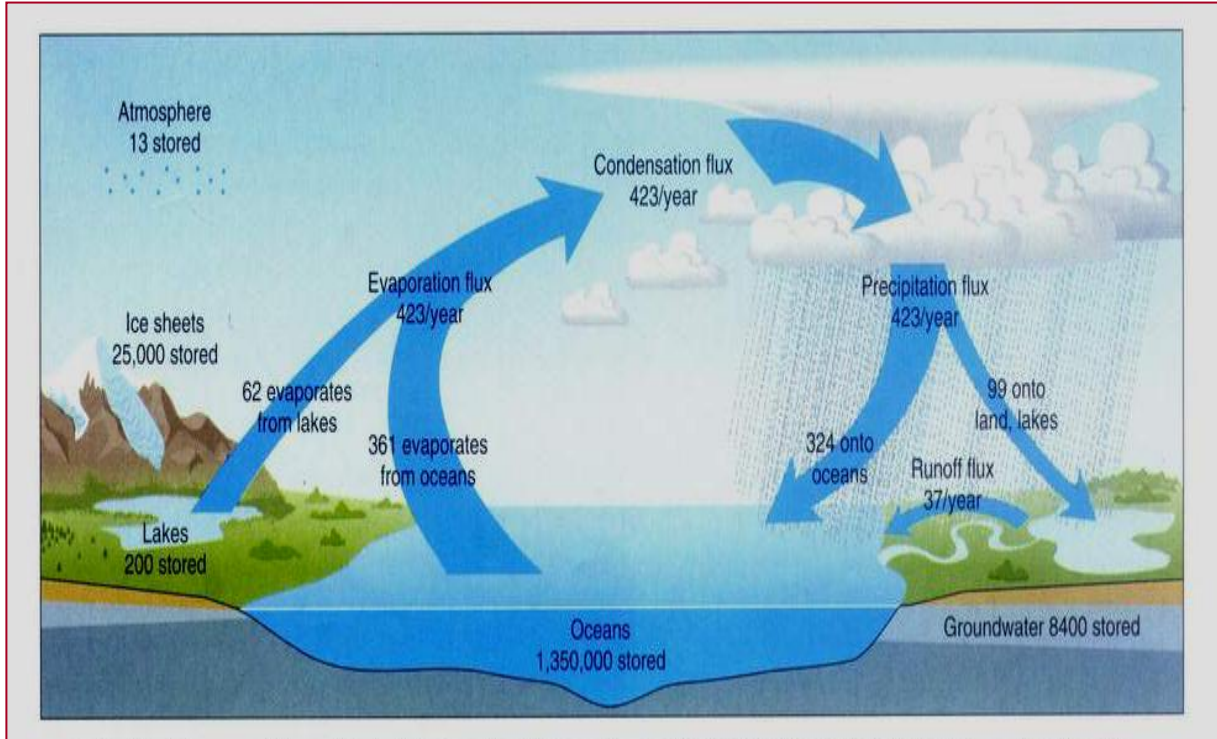 Atmosphere
13 stored
Condensation flux
423/year
Evaporation flux
423/year
Precipitation flux
423/year
Ice sheets
25,000 stored
62 evaporates
from lakes
361 evaporates
from oceans
324 onto
oceans
99 onto
land, lakes
Runoff flux
37/year
Lakes
200 stored
Oceans
1,350,000 stored
Groundwater 8400 stored